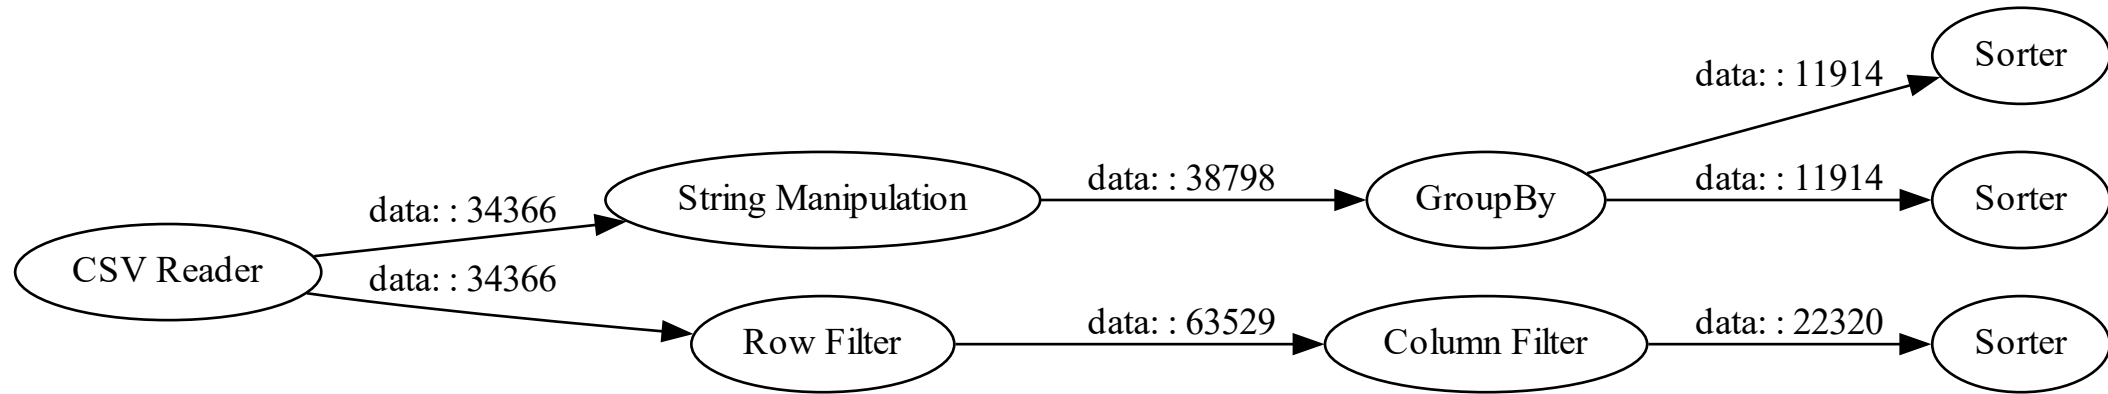 CSV Reader
data: : 34366
data: : 34366
String Manipulation
Row Filter
data: : 38798
data: : 63529
GroupBy
Column Filter
data: : 11914
data: : 11914
data: : 22320
Sorter
Sorter
Sorter